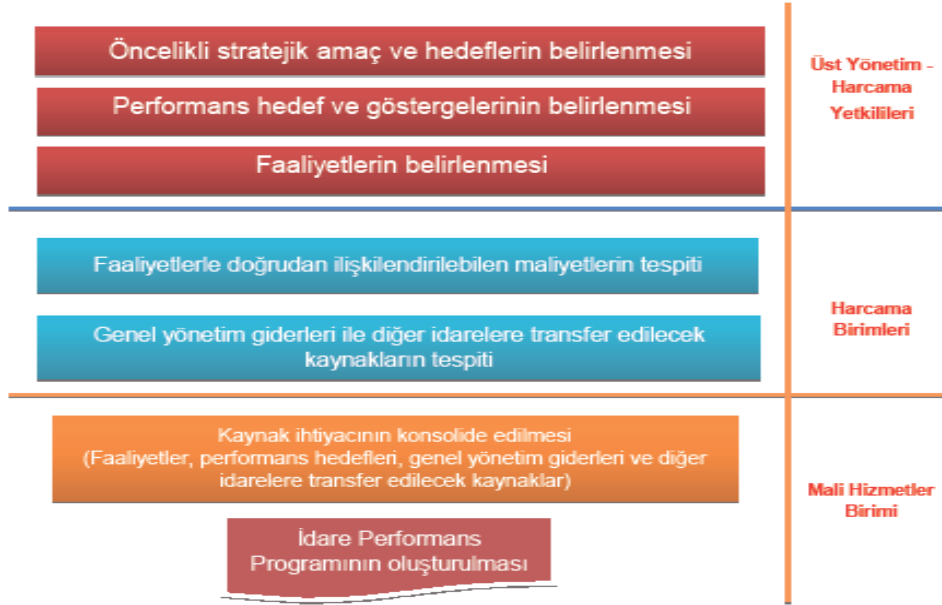 Öncelikli stratejik amaç ve hedeflerin belirlenmesi
Performans hedef ve göstergelerinin belirlenmesi
Faaliyetlerin belirlenmesi
Üst Yönetim -
Harcama
Yetkilileri
Faaliyetlerle doğrudan ilişkilendirilebilen maliyetlerin tespiti
Genel yönetim giderleri ile diğer idarelere transfer edilecek
kaynakların tespiti
Harcama
Birimleri
Kaynak ihtiyacının konsolide edilmesi
(Faaliyetler, performans hedefleri, genel yönetim giderleri ve diğer
idarelere transfer edilecek kaynaklar)
İdare Performans
Programının oluşturulması
Mali Hizmetler
Birimi